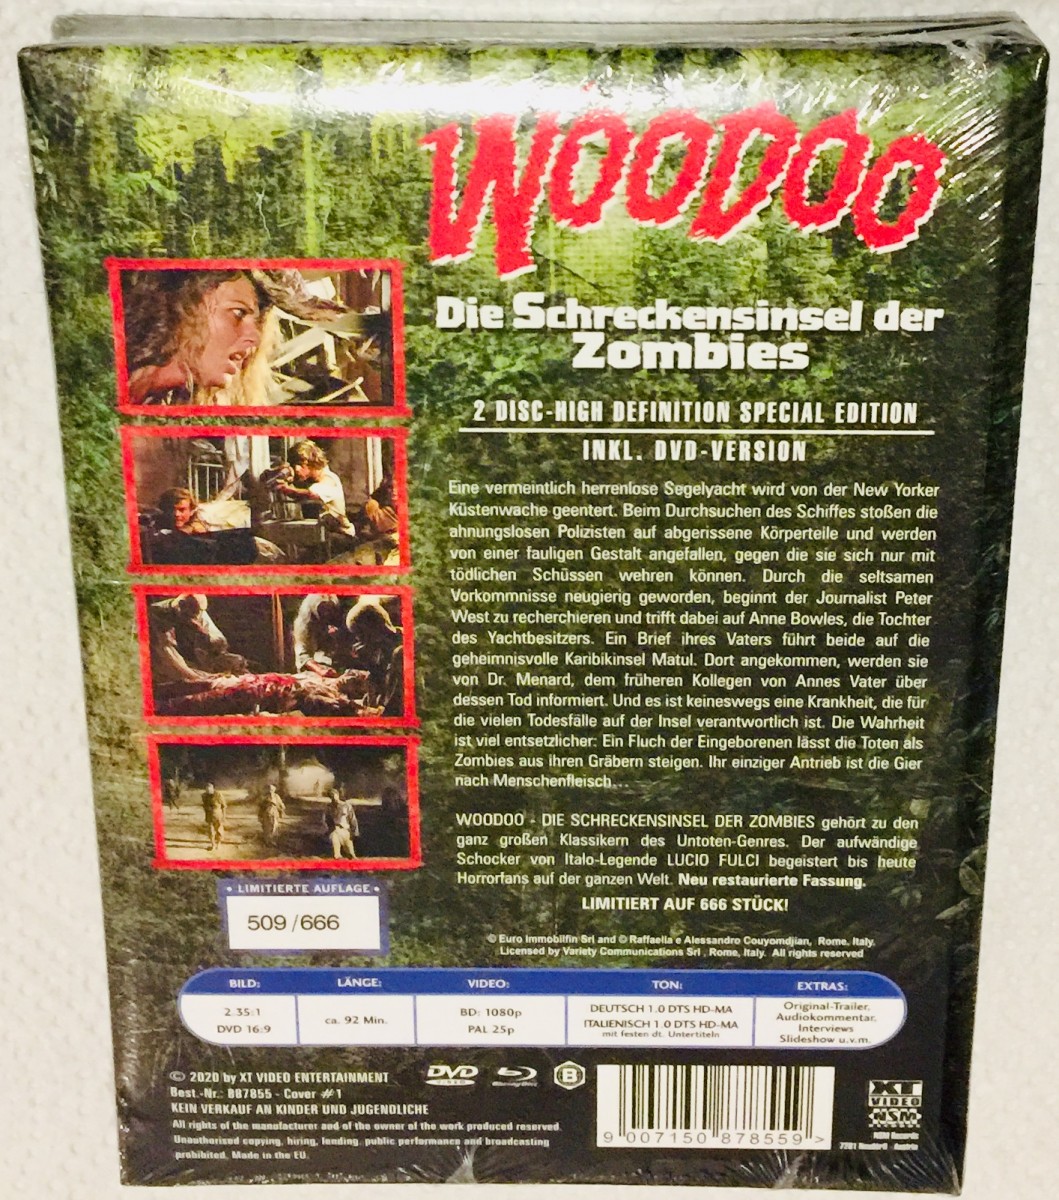 WOODOO
Die Schreckensinsel der
Zombies
2 DISC-HIGH DEFINITION SPECIAL EDITION
INKL. DVD-VERSION
Eine vermeintlich herrenlose Segelyacht wird von der New Yorker
Küstenwache geentert. Beim Durchsuchen des Schiffes stoßen die
ahnungslosen Polizisten auf abgerissene Körperteile und werden
von einer fauligen Gestalt angefallen, gegen die sie sich nur mit
tödlichen Schüssen wehren können. Durch die seltsamen
Vorkommnisse neugierig geworden, beginnt der Journalist Peter
West zu recherchieren und trifft dabei auf Anne Bowles, die Tochter
des Yachtbesitzers. Ein Brief ihres Vaters führt beide auf die
geheimnisvolle Karibikinsel Matul. Dort angekommen, werden sie
von Dr. Menard, dem früheren Kollegen von Annes Vater über
dessen Tod informiert. Und es ist keineswegs eine Krankheit, die für
die vielen Todesfälle auf der Insel verantwortlich ist. Die Wahrheit
ist viel entsetzlicher: Ein Fluch der Eingeborenen lässt die Toten als
Zombies aus ihren Gräbern steigen. Ihr einziger Antrieb ist die Gier
nach Menschenfleisch...
WOODOO - DIE SCHRECKENSINSEL DER ZOMBIES gehört zu den
ganz großen Klassikern des Untoten-Genres. Der aufwändige
Schocker von Italo-Legende LUCIO FULCI begeistert bis heute
Horrorfans auf der ganzen Welt. Neu restaurierte Fassung.
LIMITIERT AUF 666 STÜCK!
• LIMITIERTE AUFLAGE •
509 / 666
© Euro Immobilfin Srl and © Raffaella e Alessandro Couyomdjian, Rome, Italy.
Licensed by Variety Communications Srl , Rome, Italy. All rights reserved
BILD: LÄNGE: VIDEO: TON: EXTRAS:
2.35:1
DVD 16:9
ca. 92 Min.
BD: 1080p
PAL 25p
DEUTSCH 1.0 DTS HD-MA
ITALIENISCH 1.0 DTS HD-MA
mit festen dt. Untertiteln
Original-Trailer,
Audiokommentar,
Interviews
Slideshow u.v.m.
© 2020 by XT VIDEO ENTERTAINMENT
Best.-Nr.: 887855 - Cover #1
KEIN VERKAUF AN KINDER UND JUGENDLICHE
All rights of the manufacturer and of the owner of the work produced reserved.
Unauthorised copying, hiring, lending, public performance and broadcasting
prohibited. Made in the EU.
DVD
VIDEO
Blu-ray Disc
B
9 007150 878559 >
XT
VIDEO
NSM
NSM Records